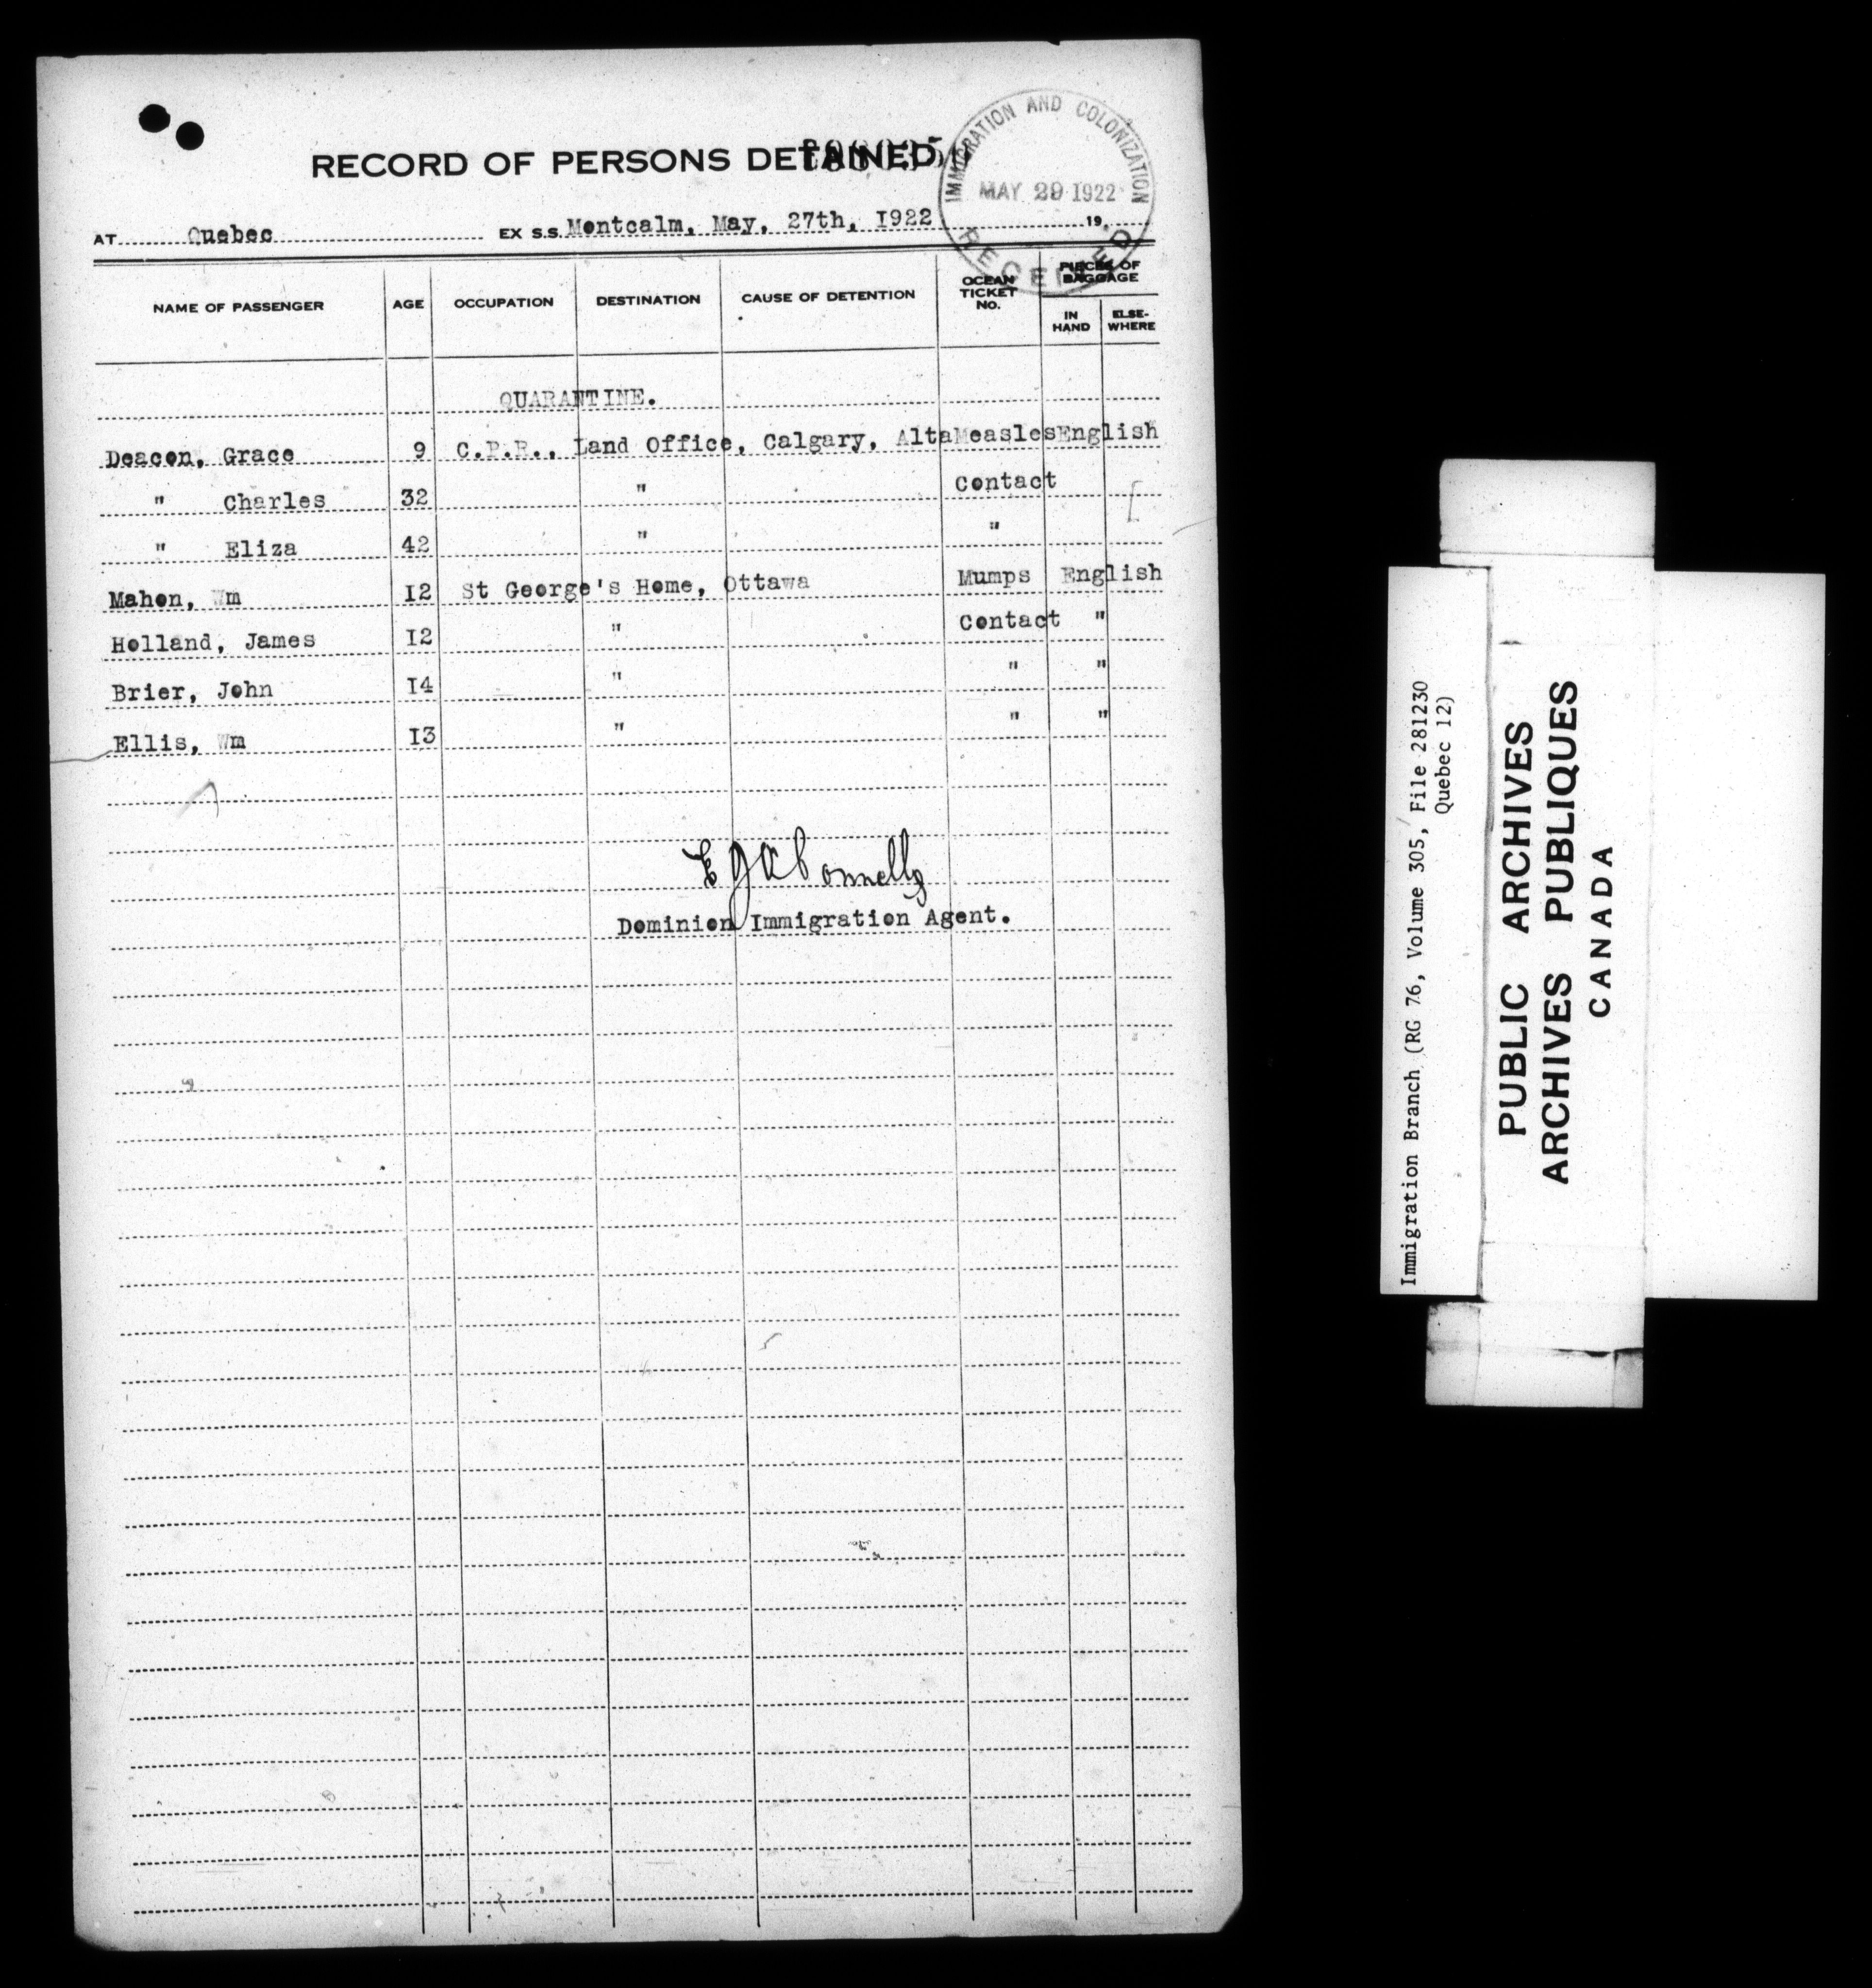 RECORD OF PERSONS DETAINED
IMMIGRATION AND COLONIZATION
MAY 29 1922
RECEIVED
AT Quebec EX S.S. Montcalm, May, 27th, 1922 19
NAME OF PASSENGER AGE OCCUPATION DESTINATION CAUSE OF DETENTION OCEAN TICKET No. PIECES OF BAGGAGE
IN HAND ELSE-WHERE
QUARANTINE.
Deacon, Grace 9 C.P.R., Land Office, Calgary, Alta Measles English
" Charles 32 " Contact
" Eliza 42 " "
Mahon, Wm 12 St George's Home, Ottawa Mumps English
Holland, James 12 " Contact "
Brier, John 14 " " "
Ellis, Wm 13 " " "
Dominion Immigration Agent.
Immigration Branch (RG 76, Volume 305, File 281230
Quebec 12)
PUBLIC ARCHIVES
ARCHIVES PUBLIQUES
CANADA